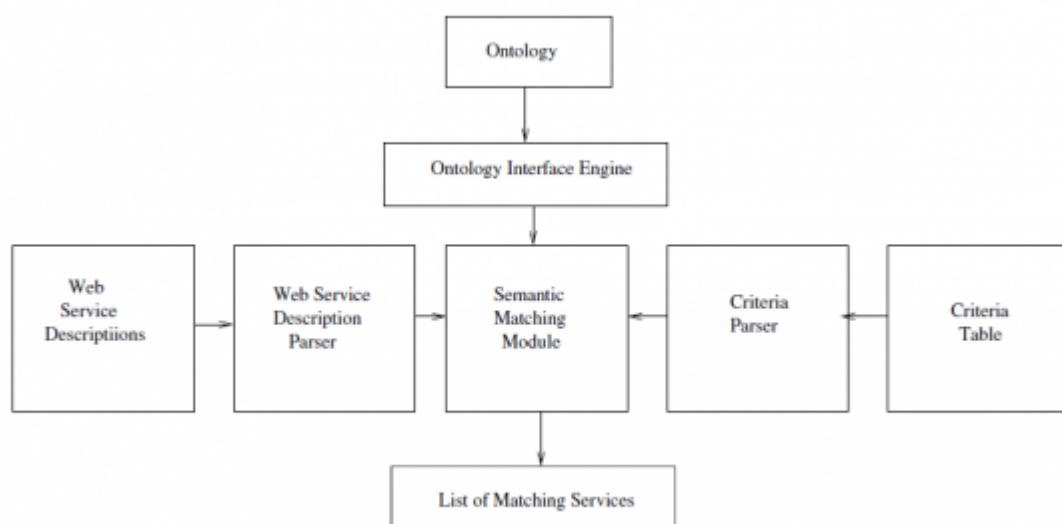 Ontology
Ontology Interface Engine
Web
Service
Descriptiions
Web Service
Description
Parser
Semantic
Matching
Module
Criteria
Parser
Criteria
Table
List of Matching Services